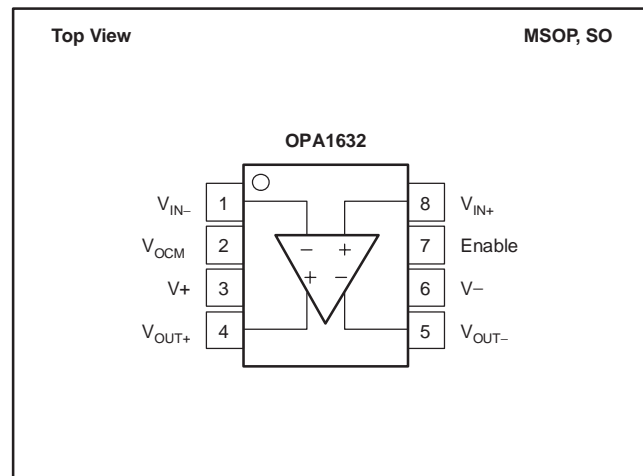 Top View MSOP, SO
OPA1632
V_IN– 1 8 V_IN+
V_OCM 2 7 Enable
– +
V+ 3 6 V–
+ –
V_OUT+ 4 5 V_OUT–